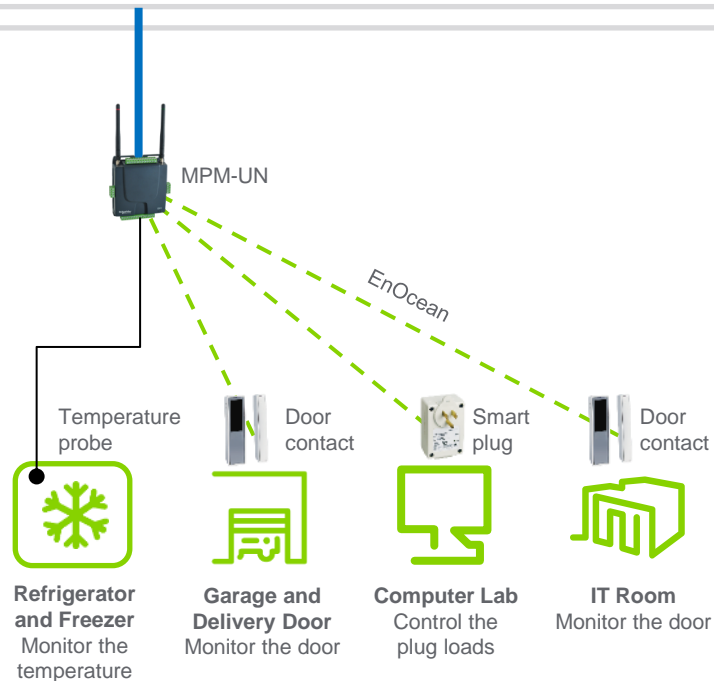 MPM-UN
EnOcean
Temperature
probe
Door
contact
Smart
plug
Door
contact
Refrigerator
and Freezer
Monitor the
temperature
Garage and
Delivery Door
Monitor the door
Computer Lab
Control the
plug loads
IT Room
Monitor the door